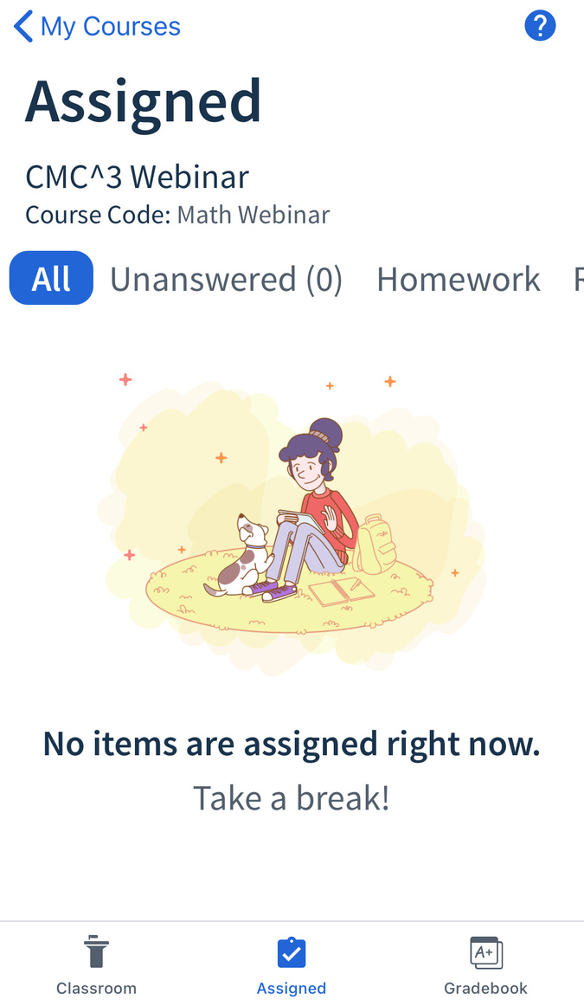 My Courses
?
Assigned
CMC^3 Webinar
Course Code: Math Webinar
All Unanswered (0) Homework
No items are assigned right now.
Take a break!
A+
Classroom Assigned Gradebook